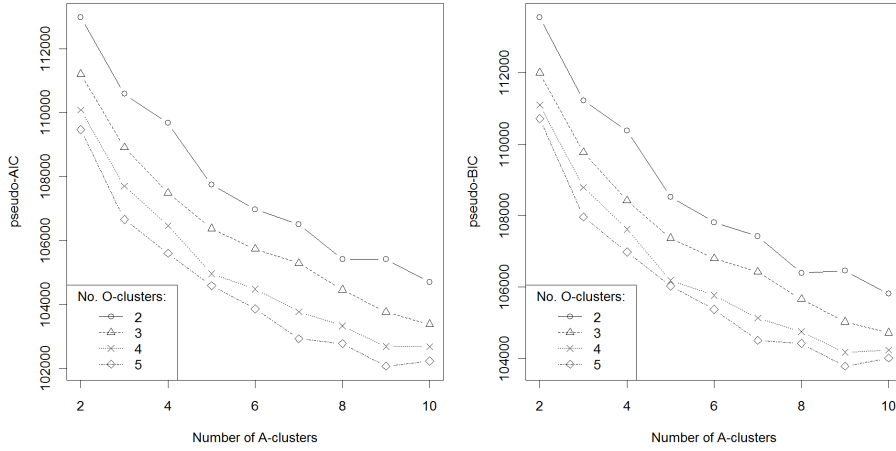 pseudo-AIC
112000
110000
108000
106000
104000
102000
No. O-clusters:
2
3
4
5
2 4 6 8 10
Number of A-clusters
pseudo-BIC
112000
110000
108000
106000
104000
No. O-clusters:
2
3
4
5
2 4 6 8 10
Number of A-clusters